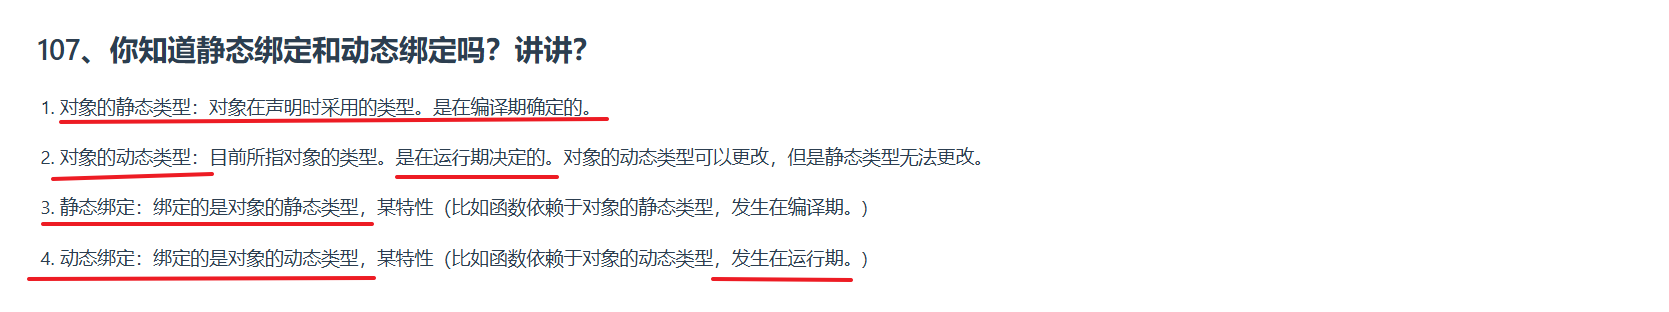 107、你知道静态绑定和动态绑定吗？讲讲？
1. 对象的静态类型：对象在声明时采用的类型。是在编译期确定的。
2. 对象的动态类型：目前所指对象的类型。是在运行期决定的。对象的动态类型可以更改，但是静态类型无法更改。
3. 静态绑定：绑定的是对象的静态类型，某特性（比如函数依赖于对象的静态类型，发生在编译期。)
4. 动态绑定：绑定的是对象的动态类型，某特性（比如函数依赖于对象的动态类型，发生在运行期。)